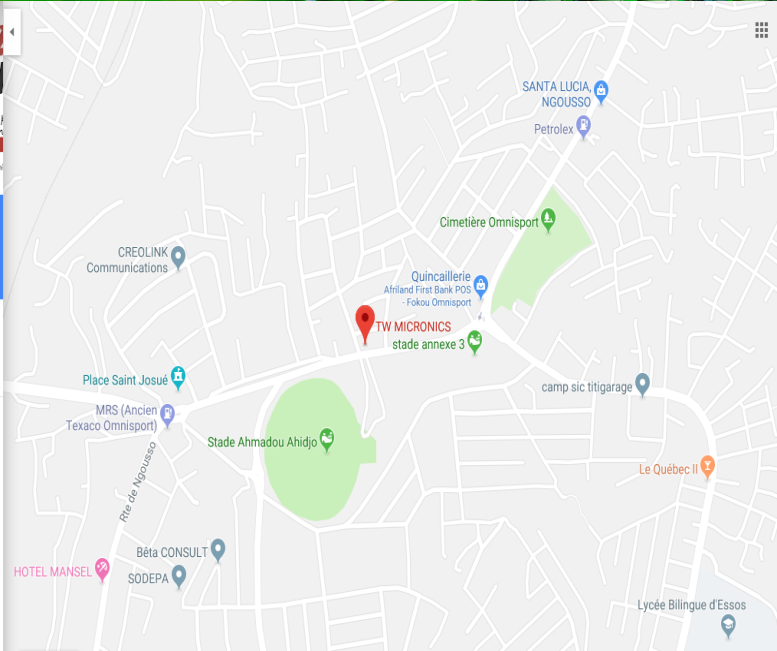 SANTA LUCIA,
NGOUSSO
Petrolex
Cimetière Omnisport
CREOLINK
Communications
Quincaillerie
Afriland First Bank POS
- Fokou Omnisport
TW MICRONICS
stade annexe 3
Place Saint Josué
camp sic titigarage
MRS (Ancien
Texaco Omnisport)
Stade Ahmadou Ahidjo
Le Québec II
Rte de Ngousso
Béta CONSULT
HOTEL MANSEL
SODEPA
Lycée Bilingue d'Essos